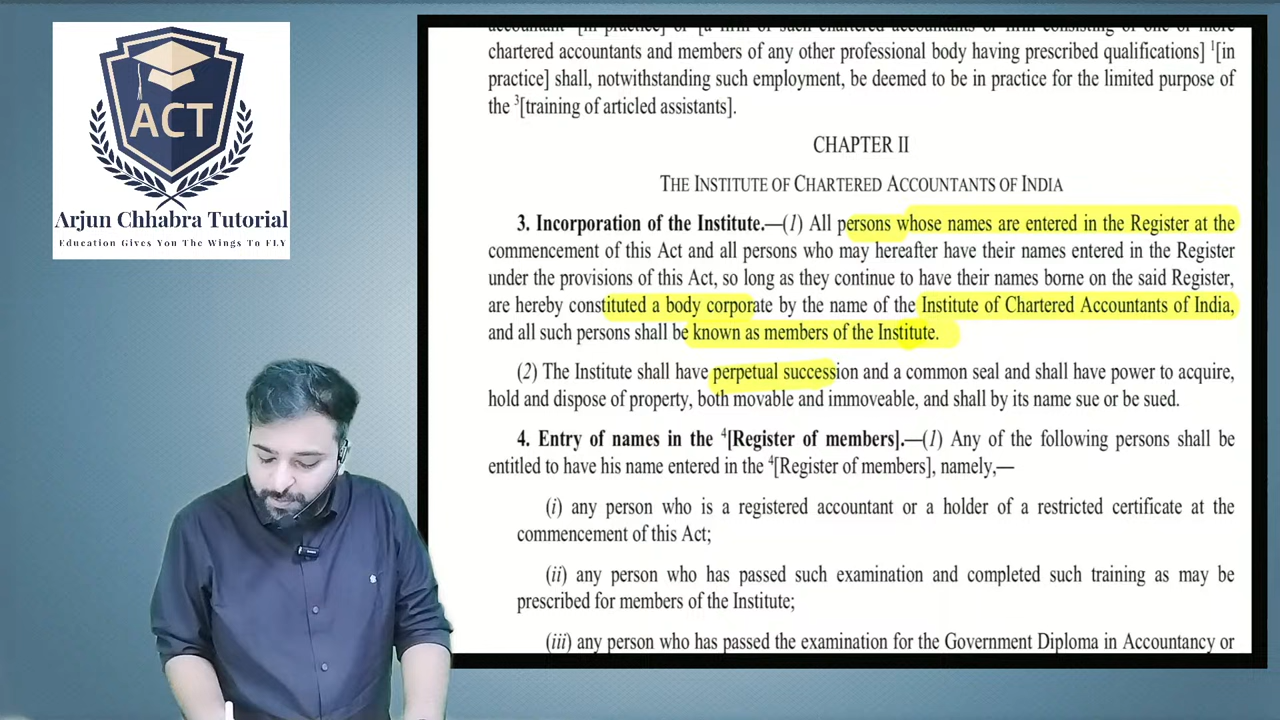 ACT
Arjun Chhabra Tutorial
Education Gives You The Wings To FLY
chartered accountants and members of any other professional body having prescribed qualifications] 1[in
practice] shall, notwithstanding such employment, be deemed to be in practice for the limited purpose of
the 3[training of articled assistants].
CHAPTER II
THE INSTITUTE OF CHARTERED ACCOUNTANTS OF INDIA
3. Incorporation of the Institute.—(1) All persons whose names are entered in the Register at the
commencement of this Act and all persons who may hereafter have their names entered in the Register
under the provisions of this Act, so long as they continue to have their names borne on the said Register,
are hereby constituted a body corporate by the name of the Institute of Chartered Accountants of India,
and all such persons shall be known as members of the Institute.
(2) The Institute shall have perpetual succession and a common seal and shall have power to acquire,
hold and dispose of property, both movable and immoveable, and shall by its name sue or be sued.
4. Entry of names in the 4[Register of members].—(1) Any of the following persons shall be
entitled to have his name entered in the 4[Register of members], namely,—
(i) any person who is a registered accountant or a holder of a restricted certificate at the
commencement of this Act;
(ii) any person who has passed such examination and completed such training as may be
prescribed for members of the Institute;
(iii) any person who has passed the examination for the Government Diploma in Accountancy or